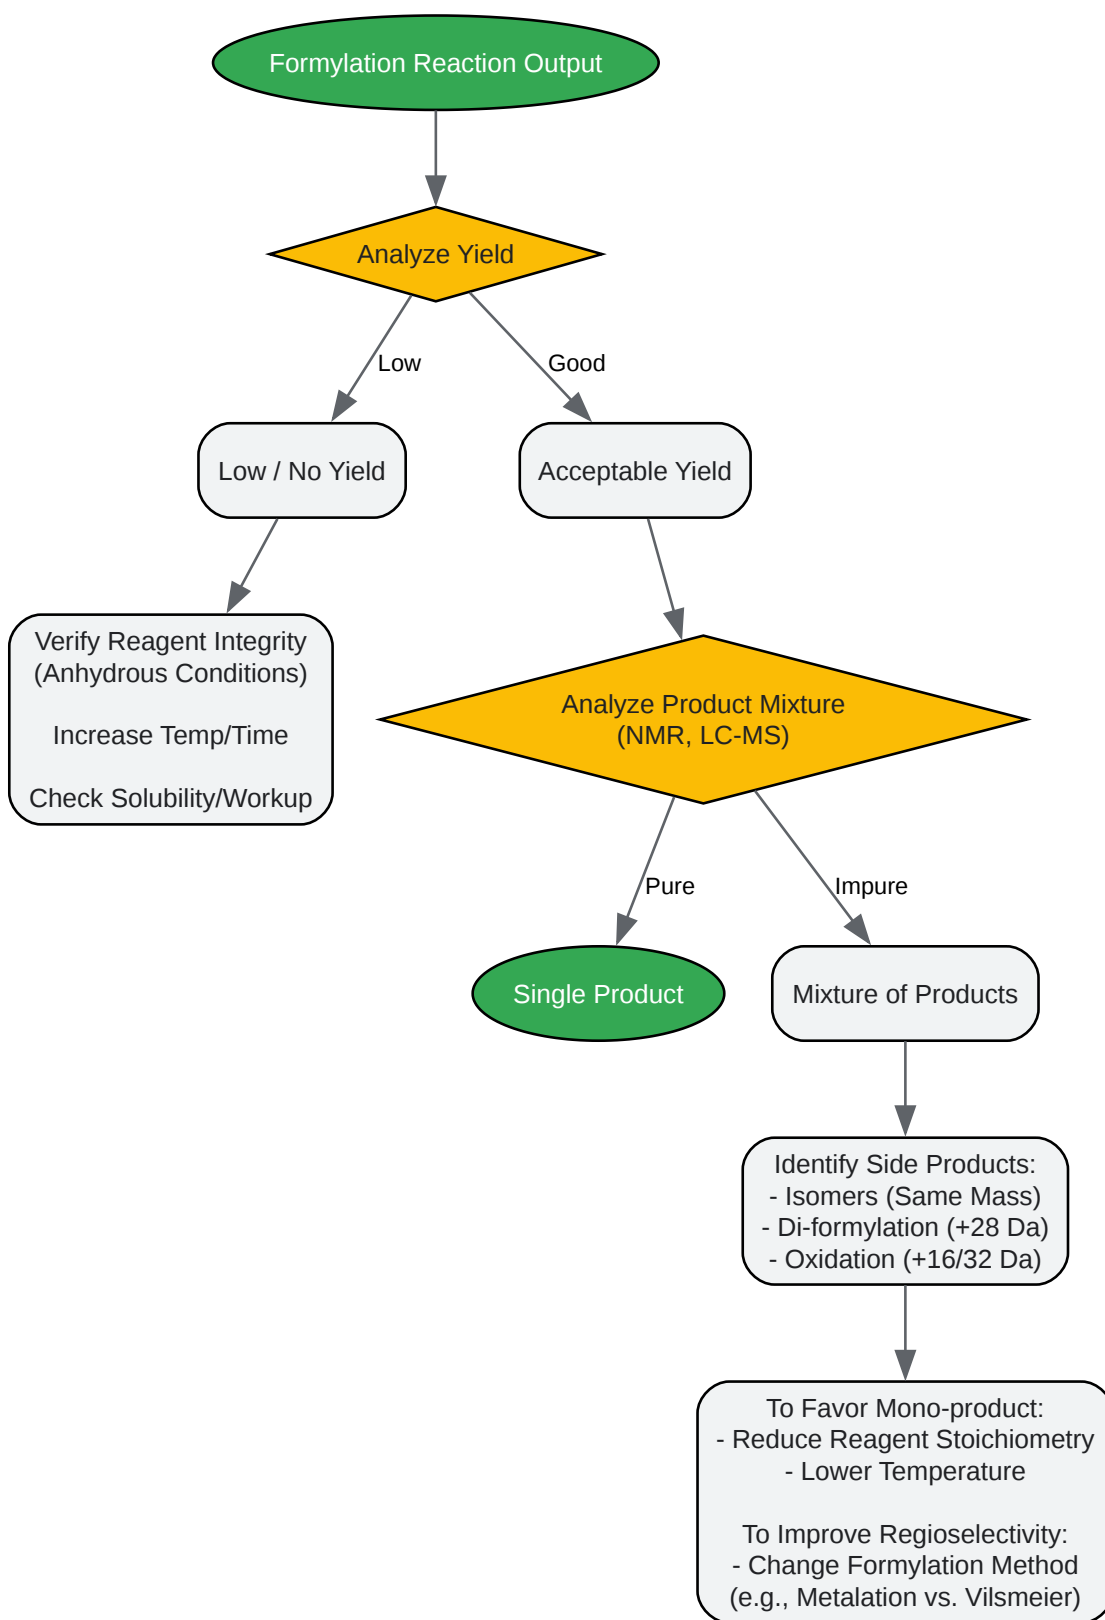 Formylation Reaction Output
Analyze Yield
Low
Good
Low / No Yield
Acceptable Yield
Verify Reagent Integrity
(Anhydrous Conditions)
Increase Temp/Time
Check Solubility/Workup
Analyze Product Mixture
(NMR, LC-MS)
Pure
Impure
Single Product
Mixture of Products
Identify Side Products:
- Isomers (Same Mass)
- Di-formylation (+28 Da)
- Oxidation (+16/32 Da)
To Favor Mono-product:
- Reduce Reagent Stoichiometry
- Lower Temperature
To Improve Regioselectivity:
- Change Formylation Method
(e.g., Metalation vs. Vilsmeier)